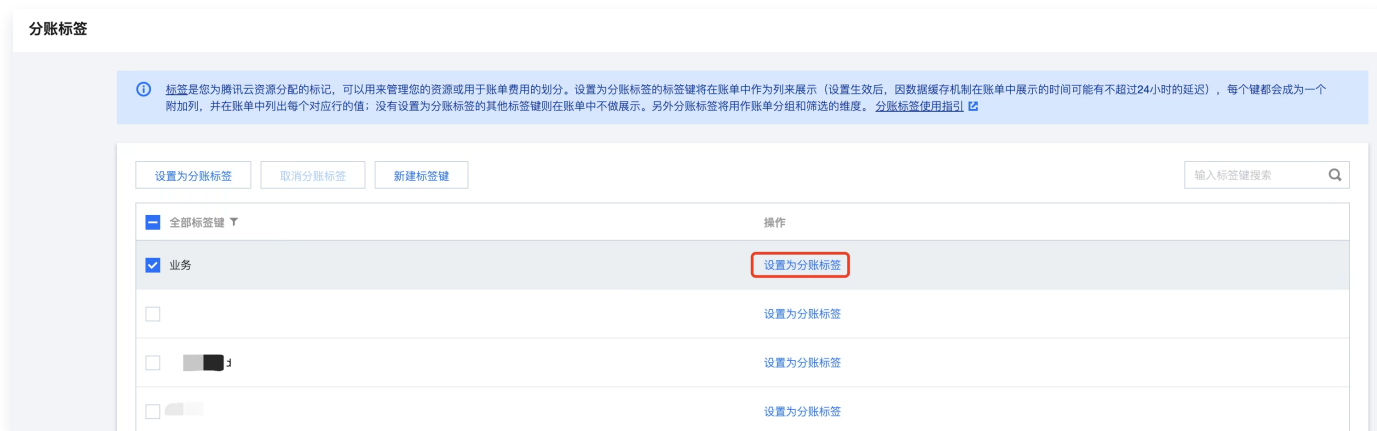 分账标签
标签是您为腾讯云资源分配的标记，可以用来管理您的资源或用于账单费用的划分。设置为分账标签的标签键将在账单中作为列来展示（设置生效后，因数据缓存机制在账单中展示的时间可能有不超过24小时的延迟），每个键都会成为一个
附加列，并在账单中列出每个对应行的值；没有设置为分账标签的其他标签键则在账单中不做展示。另外分账标签将用作账单分组和筛选的维度。 分账标签使用指引
设置为分账标签 取消分账标签 新建标签键 输入标签键搜索
全部标签键 操作
业务 设置为分账标签
设置为分账标签
设置为分账标签
设置为分账标签